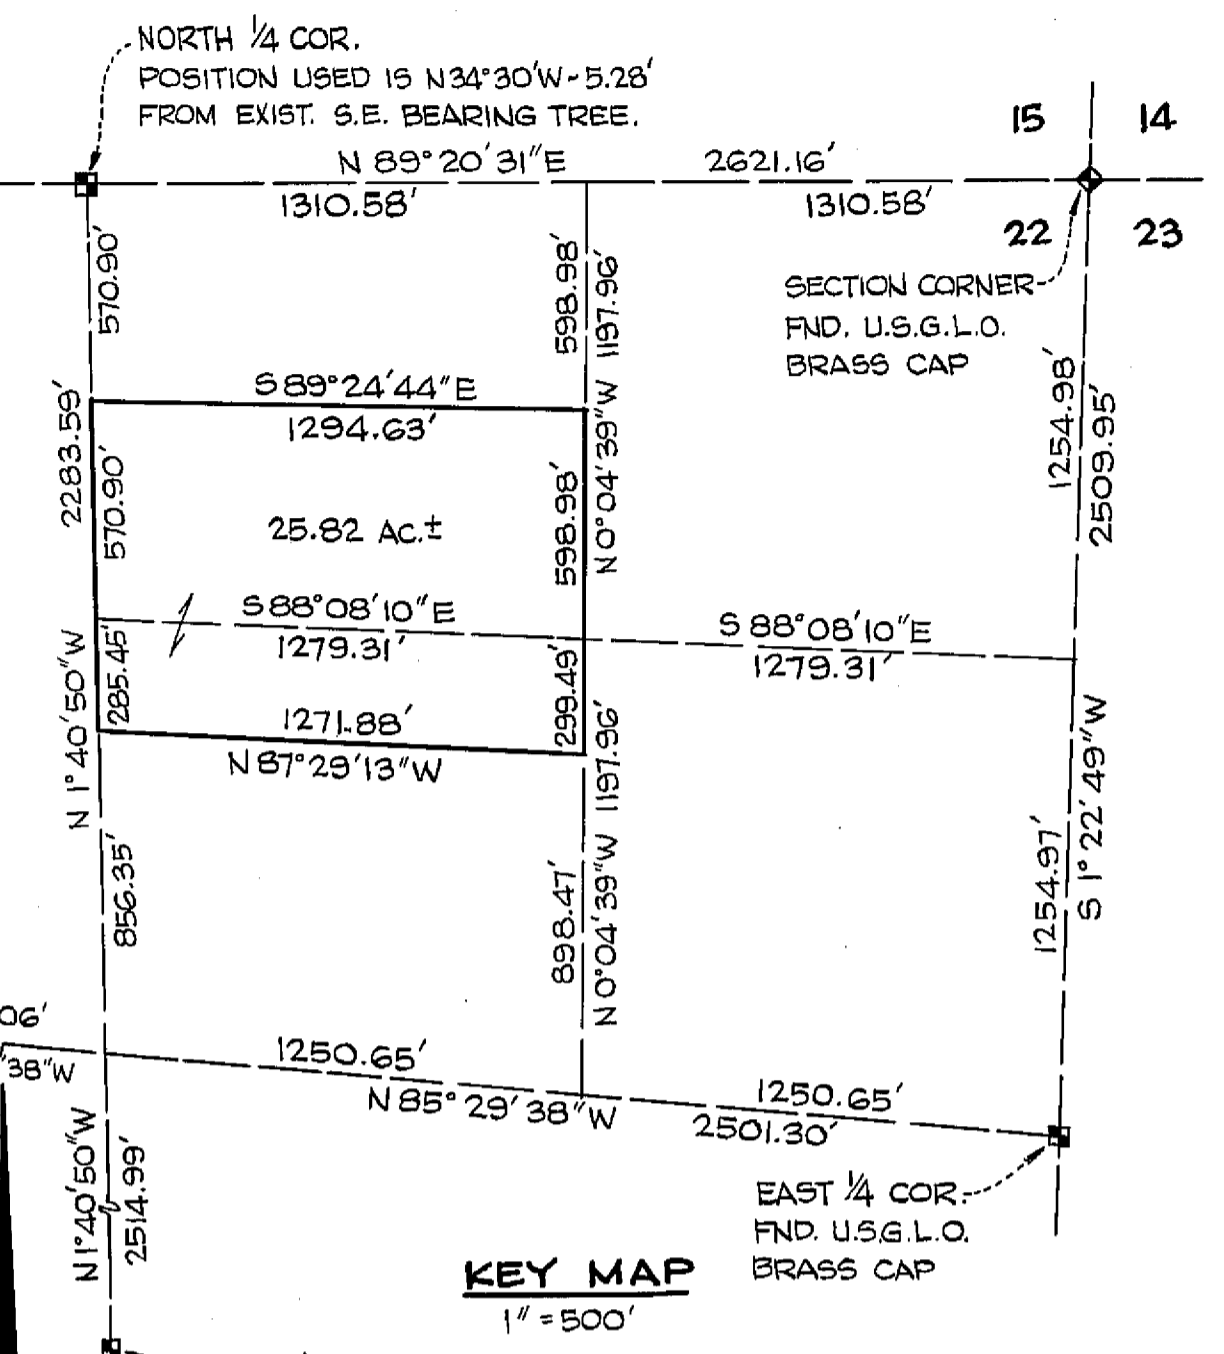 NORTH 1/4 COR.
POSITION USED IS N34°30'W-5.28'
FROM EXIST. S.E. BEARING TREE.
15
14
N 89°20'31"E
2621.16'
1310.58'
1310.58'
22
23
SECTION CORNER
FND. U.S.G.L.O.
BRASS CAP
570.90'
598.98'
N 0°04'39"W 1197.96'
S 89°24'44"E
1294.63'
2283.59'
570.90'
598.98'
1254.98'
2509.95'
25.82 AC.±
S 88°08'10"E
1279.31'
S 88°08'10"E
1279.31'
N 1°40'50"W
285.45'
299.49'
1271.88'
N 87°29'13"W
N 0°04'39"W 1197.96'
S 1°22'49"W
1254.97'
856.35'
898.47'
06'
38"W
1250.65'
N 85°29'38"W
1250.65'
2501.30'
N 1°40'50"W
2514.99'
EAST 1/4 COR.
FND. U.S.G.L.O.
BRASS CAP
KEY MAP
1" = 500'